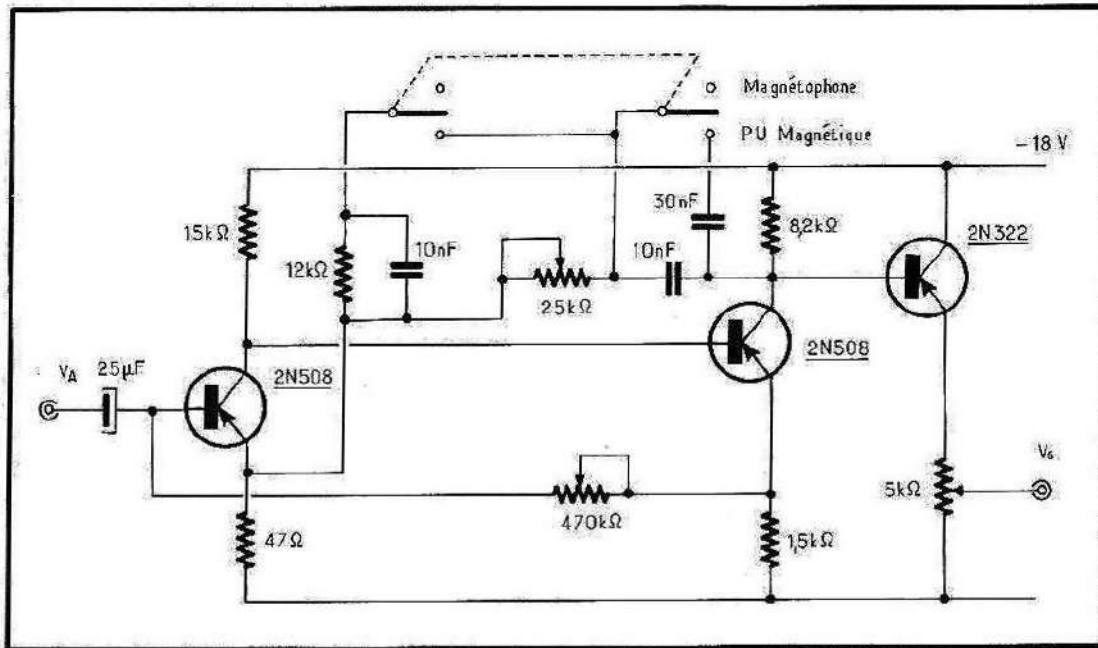 Magnétophone
PU Magnétique
-18 V
30nF
15kΩ
8,2kΩ
2N322
10nF
10nF
12kΩ
25kΩ
2N508
VA
25μF
2N508
470kΩ
5kΩ
47Ω
1,5kΩ